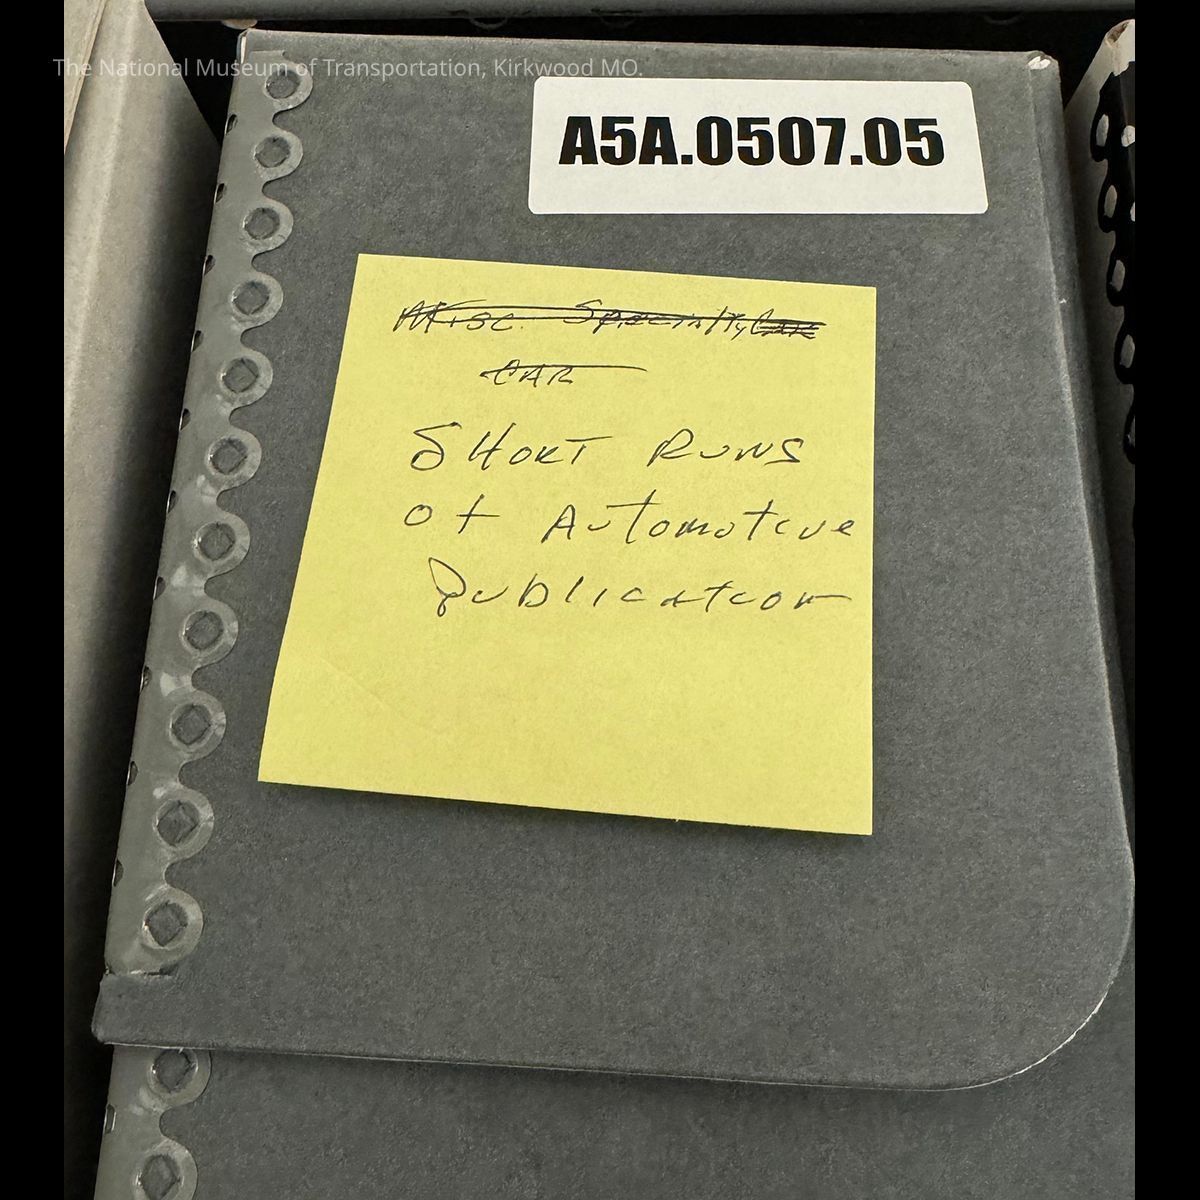 The National Museum of Transportation, Kirkwood MO.
A5A.0507.05
Misc. Specialty Car
CAR
SHORT RUNS
of Automotive
Publication